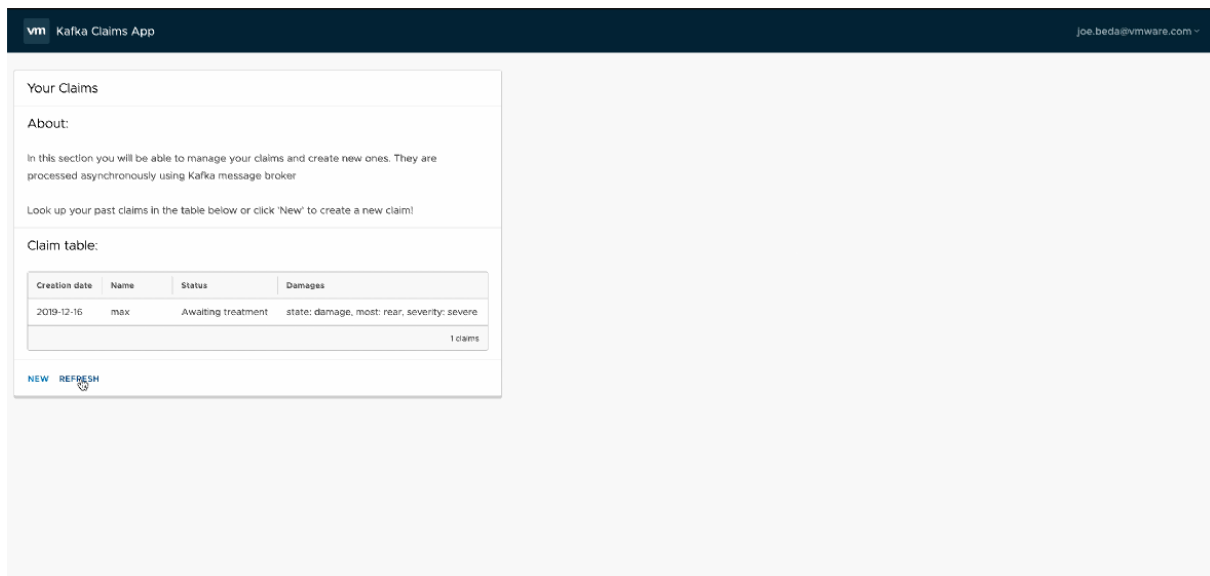 vm Kafka Claims App joe.beda@vmware.com
Your Claims
About:
In this section you will be able to manage your claims and create new ones. They are
processed asynchronously using Kafka message broker
Look up your past claims in the table below or click 'New' to create a new claim!
Claim table:
Creation date Name Status Damages
2019-12-16 max Awaiting treatment state: damage, most: rear, severity: severe
1 claims
NEW REFRESH